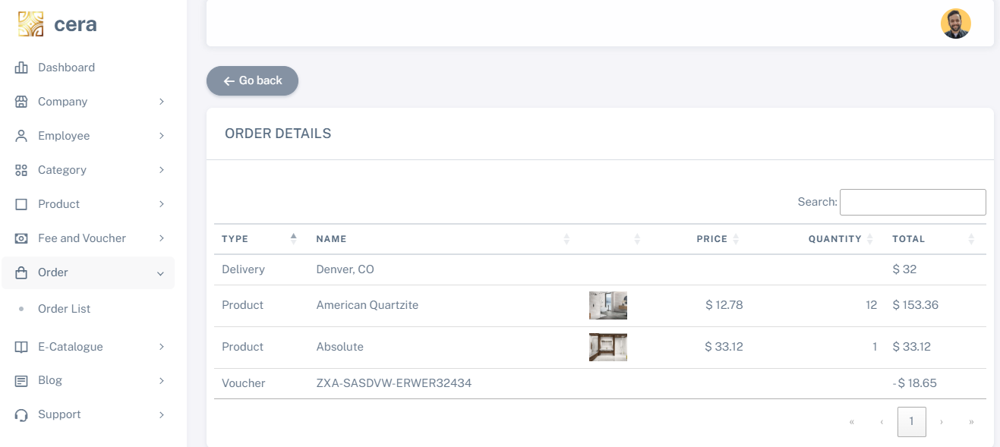 cera
Dashboard
Company
Employee
Category
Product
Fee and Voucher
Order
Order List
E-Catalogue
Blog
Support
← Go back
ORDER DETAILS
Search:
TYPE NAME PRICE QUANTITY TOTAL
Delivery Denver, CO $ 32
Product American Quartzite $ 12.78 12 $ 153.36
Product Absolute $ 33.12 1 $ 33.12
Voucher ZXA-SASDVW-ERWER32434 - $ 18.65
« ‹ 1 › »